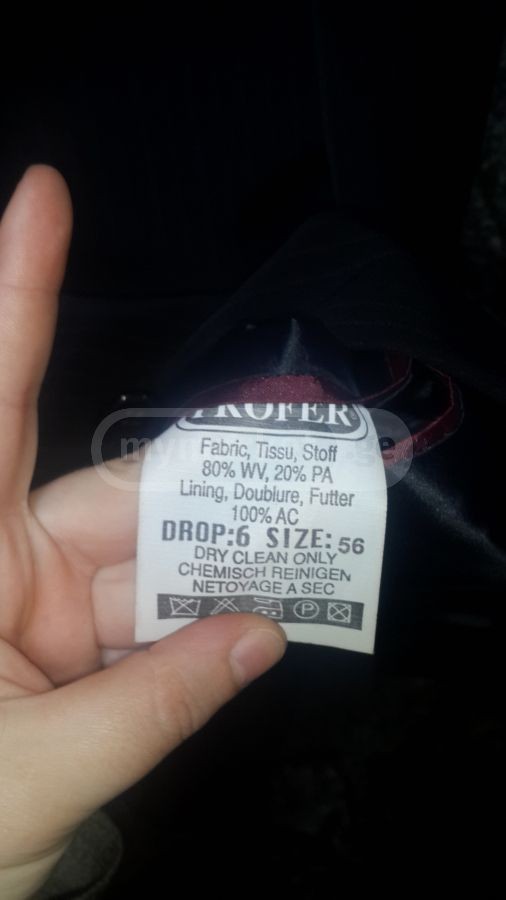 TROFER
Fabric, Tissu, Stoff
80% WV, 20% PA
Lining, Doublure, Futter
100% AC
DROP:6 SIZE: 56
DRY CLEAN ONLY
CHEMISCH REINIGEN
NETOYAGE A SEC
P